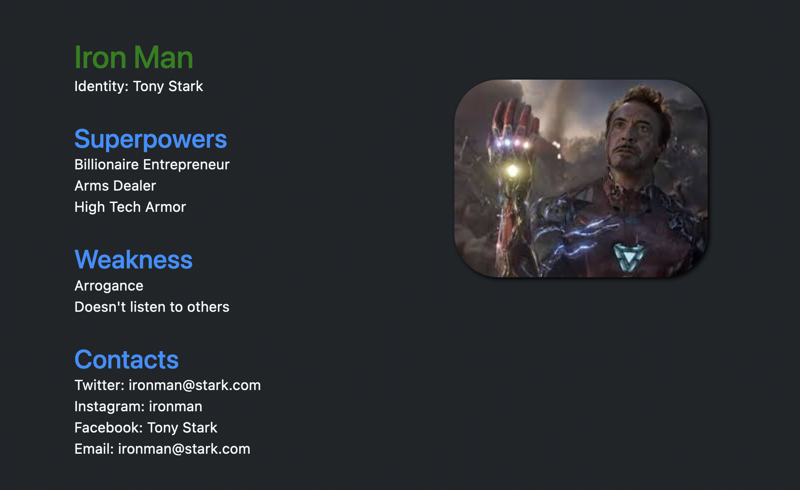 Iron Man
Identity: Tony Stark
Superpowers
Billionaire Entrepreneur
Arms Dealer
High Tech Armor
Weakness
Arrogance
Doesn't listen to others
Contacts
Twitter: ironman@stark.com
Instagram: ironman
Facebook: Tony Stark
Email: ironman@stark.com